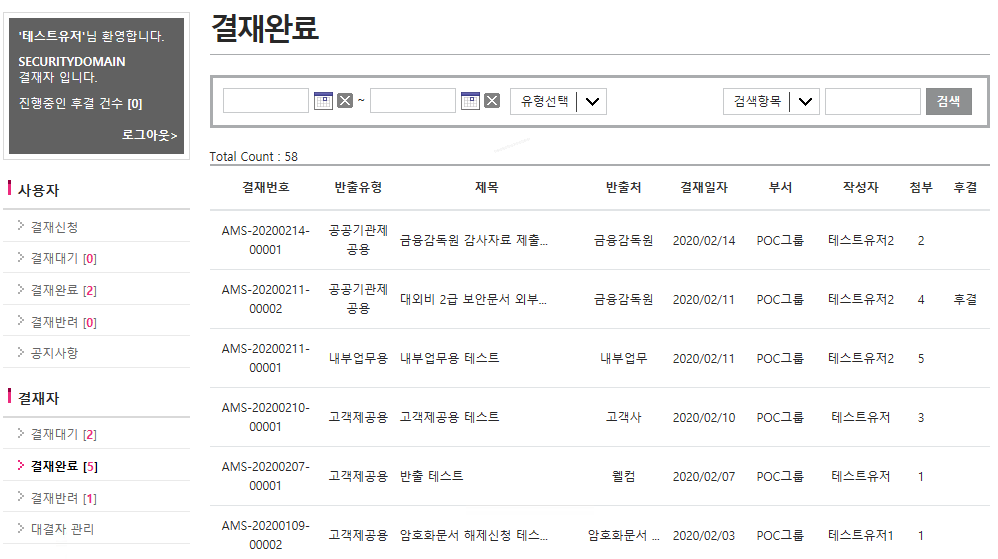 '테스트유저'님 환영합니다.
SECURITYDOMAIN
결재자 입니다.
진행중인 후결 건수 [0]
로그아웃>
사용자
결재신청
결재대기 [0]
결재완료 [2]
결재반려 [0]
공지사항
결재자
결재대기 [2]
결재완료 [5]
결재반려 [1]
대결자 관리
결재완료
~ 유형선택 검색항목 검색
Total Count : 58
결재번호 반출유형 제목 반출처 결재일자 부서 작성자 첨부 후결
AMS-20200214-
00001 공공기관제
공용 금융감독원 감사자료 제출... 금융감독원 2020/02/14 POC그룹 테스트유저2 2
AMS-20200211-
00002 공공기관제
공용 대외비 2급 보안문서 외부... 금융감독원 2020/02/11 POC그룹 테스트유저2 4 후결
AMS-20200211-
00001 내부업무용 내부업무용 테스트 내부업무 2020/02/11 POC그룹 테스트유저2 5
AMS-20200210-
00001 고객제공용 고객제공용 테스트 고객사 2020/02/10 POC그룹 테스트유저 3
AMS-20200207-
00001 고객제공용 반출 테스트 웰컴 2020/02/07 POC그룹 테스트유저 1
AMS-20200109-
00002 고객제공용 암호화문서 해제신청 테스... 암호화문서 ... 2020/02/03 POC그룹 테스트유저1 1